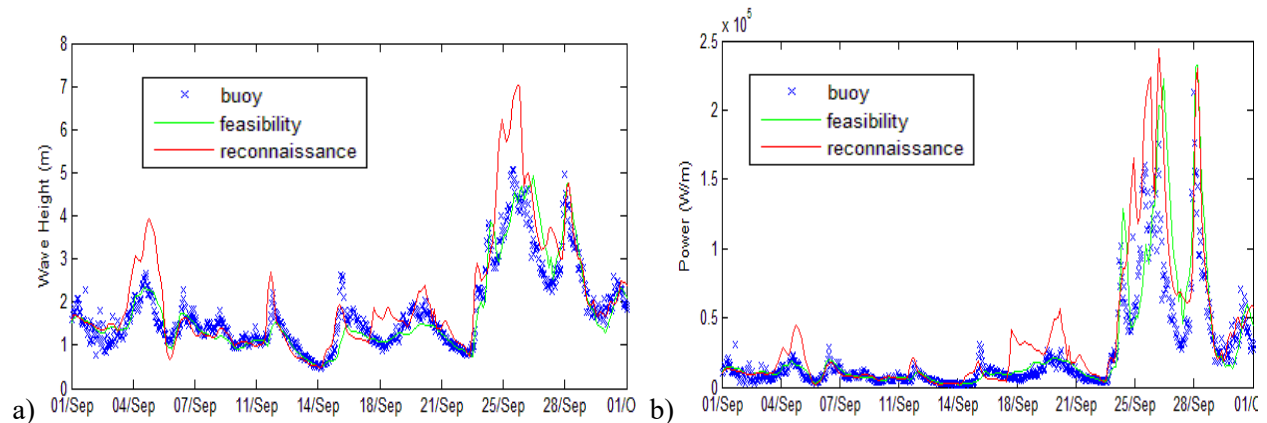 8
7
6
5
4
3
2
1
0
Wave Height (m)
buoy
feasibility
reconnaissance
01/Sep 04/Sep 07/Sep 11/Sep 14/Sep 18/Sep 21/Sep 25/Sep 28/Sep 01/O
a)
x 10⁵
2.5
2
1.5
1
0.5
0
Power (W/m)
buoy
feasibility
reconnaissance
01/Sep 04/Sep 07/Sep 11/Sep 14/Sep 18/Sep 21/Sep 25/Sep 28/Sep 01/O
b)